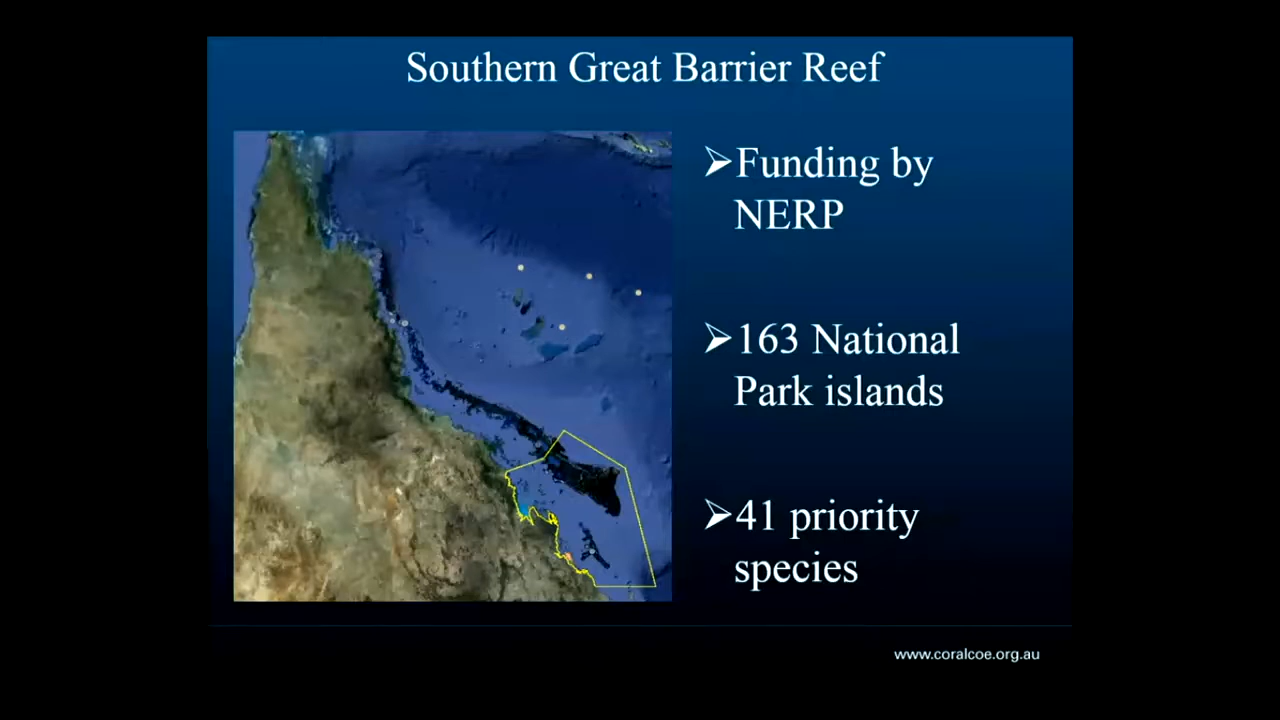 Southern Great Barrier Reef
➢Funding by
NERP
➢163 National
Park islands
➢41 priority
species
www.coralcoe.org.au